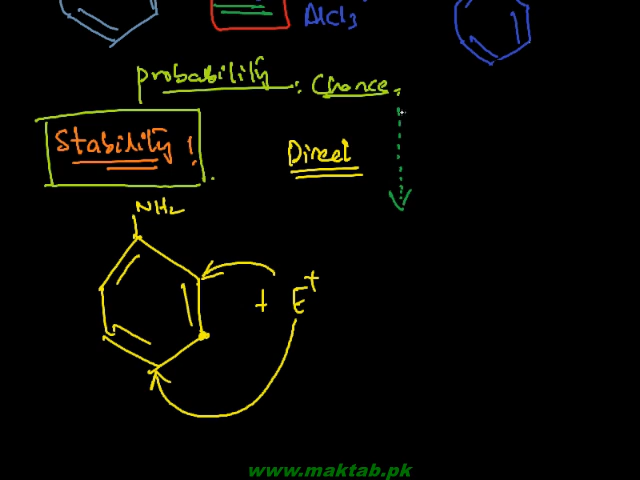 AlCl3
probability : Chance,
Stability !
Direct
NH2
+ E+
www.maktab.pk